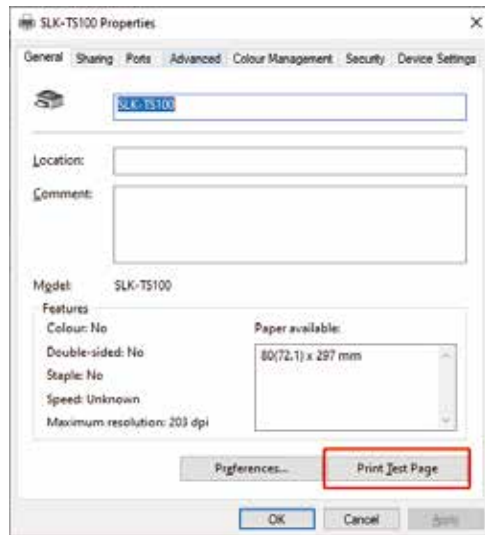 SLK-TS100 Properties
General Sharing Ports Advanced Colour Management Security Device Settings
SLK-TS100
Location:
Comment:
Model: SLK-TS100
Features
Colour: No
Double-sided: No
Staple: No
Speed: Unknown
Maximum resolution: 203 dpi
Paper available:
80(72.1) x 297 mm
Preferences... Print Test Page
OK Cancel Apply